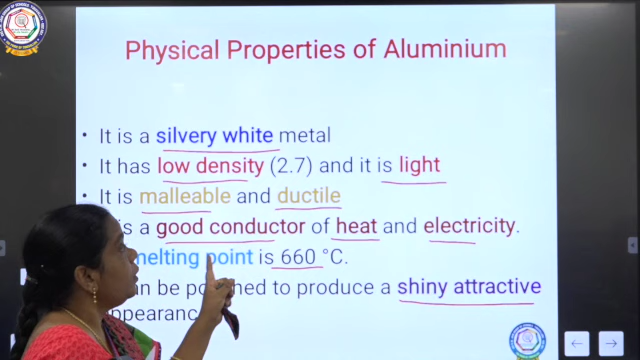 Physical Properties of Aluminium
• It is a silvery white metal
• It has low density (2.7) and it is light
• It is malleable and ductile
is a good conductor of heat and electricity.
melting point is 660 °C.
be to produce a shiny attractive